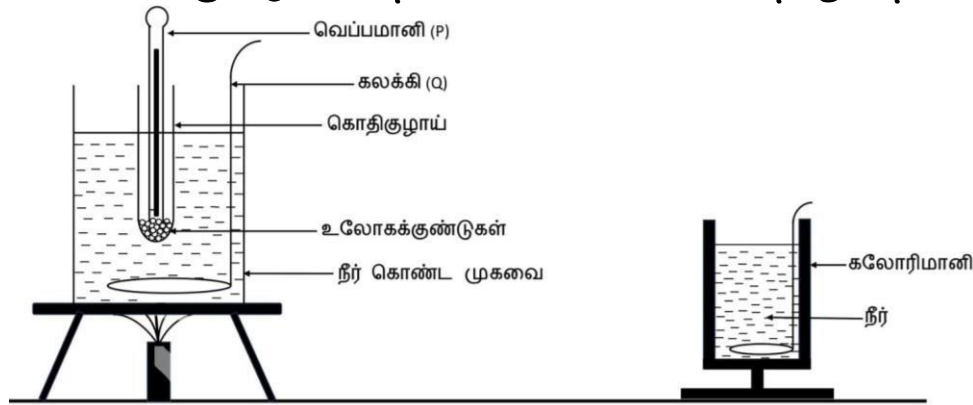 வெப்பமானி (P)
கலக்கி (Q)
கொதிகுழாய்
உலோகக்குண்டுகள்
நீர் கொண்ட முகவை
கலோரிமானி
நீர்